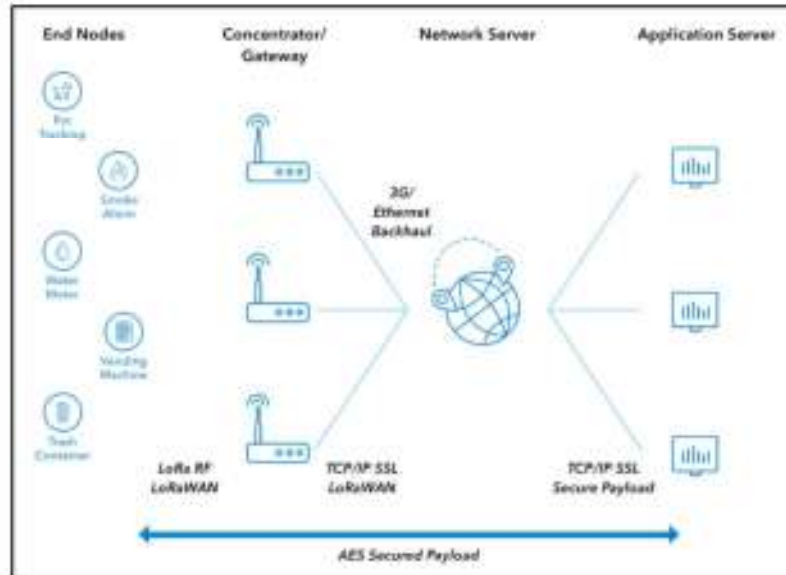 End Nodes
Concentrator/
Gateway
Network Server
Application Server
Tracking
Smoke
Alarm
3G/
Ethernet
Backhaul
Water
Meter
Vending
Machine
Trash
Container
LoRa RF
LoRaWAN
TCP/IP SSL
LoRaWAN
TCP/IP SSL
Secure Payload
AES Secured Payload